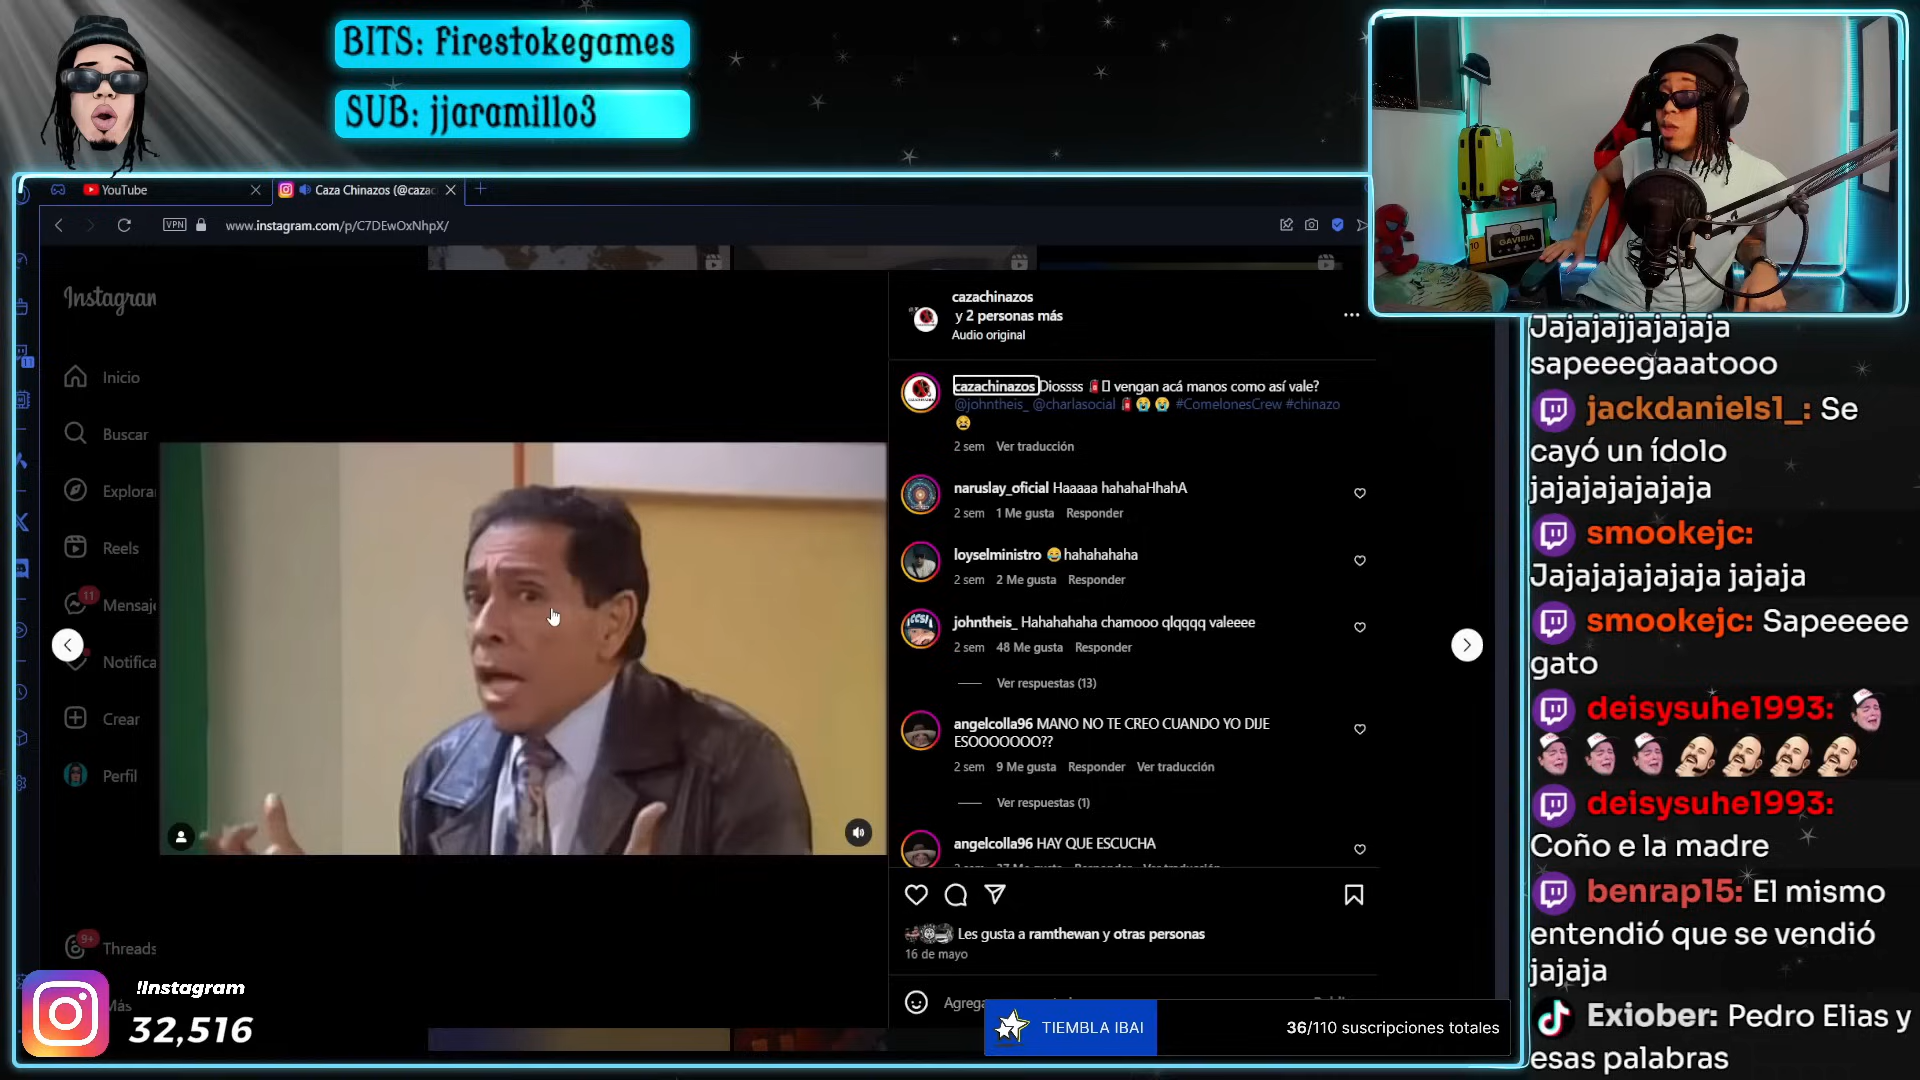 BITS: Firestokegames
SUB: jjaramillo3
YouTube
Caza Chinazos (@cazac
VPN
www.instagram.com/p/C7DEwOxNhpX/
Instagram
Inicio
Buscar
Explora
Reels
11
Mensaje
Notifica
Crear
Perfil
9+
Threads
Más
cazachinazos
y 2 personas más
Audio original
cazachinazos Diossss vengan acá manos como así vale?
@johntheis_ @charlasocial #ComelonesCrew #chinazo
2 sem Ver traducción
naruslay_oficial Haaaaa hahahaHhahA
2 sem 1 Me gusta Responder
loyselministro 😂hahahahaha
2 sem 2 Me gusta Responder
johntheis_ Hahahahaha chamooo qlqqqq valeeee
2 sem 48 Me gusta Responder
Ver respuestas (13)
angelcolla96 MANO NO TE CREO CUANDO YO DIJE
ESOOOOOOO??
2 sem 9 Me gusta Responder Ver traducción
Ver respuestas (1)
angelcolla96 HAY QUE ESCUCHA
Les gusta a ramthewan y otras personas
16 de mayo
Agrega
!Instagram
32,516
TIEMBLA IBAI
36/110 suscripciones totales
GAVIRIA
Jajajajjajajaja
sapeeegaaatooo
jackdaniels1_: Se
cayó un ídolo
jajajajajajaja
smookejc:
Jajajajajajaja jajaja
smookejc: Sapeeeee
gato
deisysuhe1993:
deisysuhe1993:
Coño e la madre
benrap15: El mismo
entendió que se vendió
jajaja
Exiober: Pedro Elias y
esas palabras